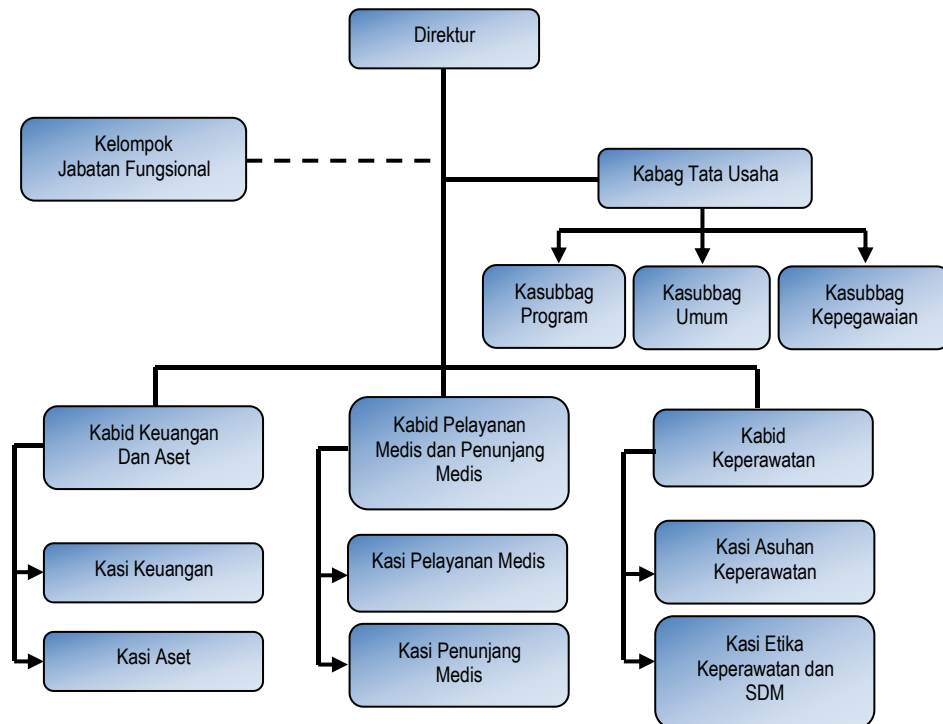 Direktur
Kelompok
Jabatan Fungsional
Kabag Tata Usaha
Kasubbag
Program
Kasubbag
Umum
Kasubbag
Kepegawaian
Kabid Keuangan
Dan Aset
Kabid Pelayanan
Medis dan Penunjang
Medis
Kabid
Keperawatan
Kasi Keuangan
Kasi Pelayanan Medis
Kasi Asuhan
Keperawatan
Kasi Aset
Kasi Penunjang
Medis
Kasi Etika
Keperawatan dan
SDM